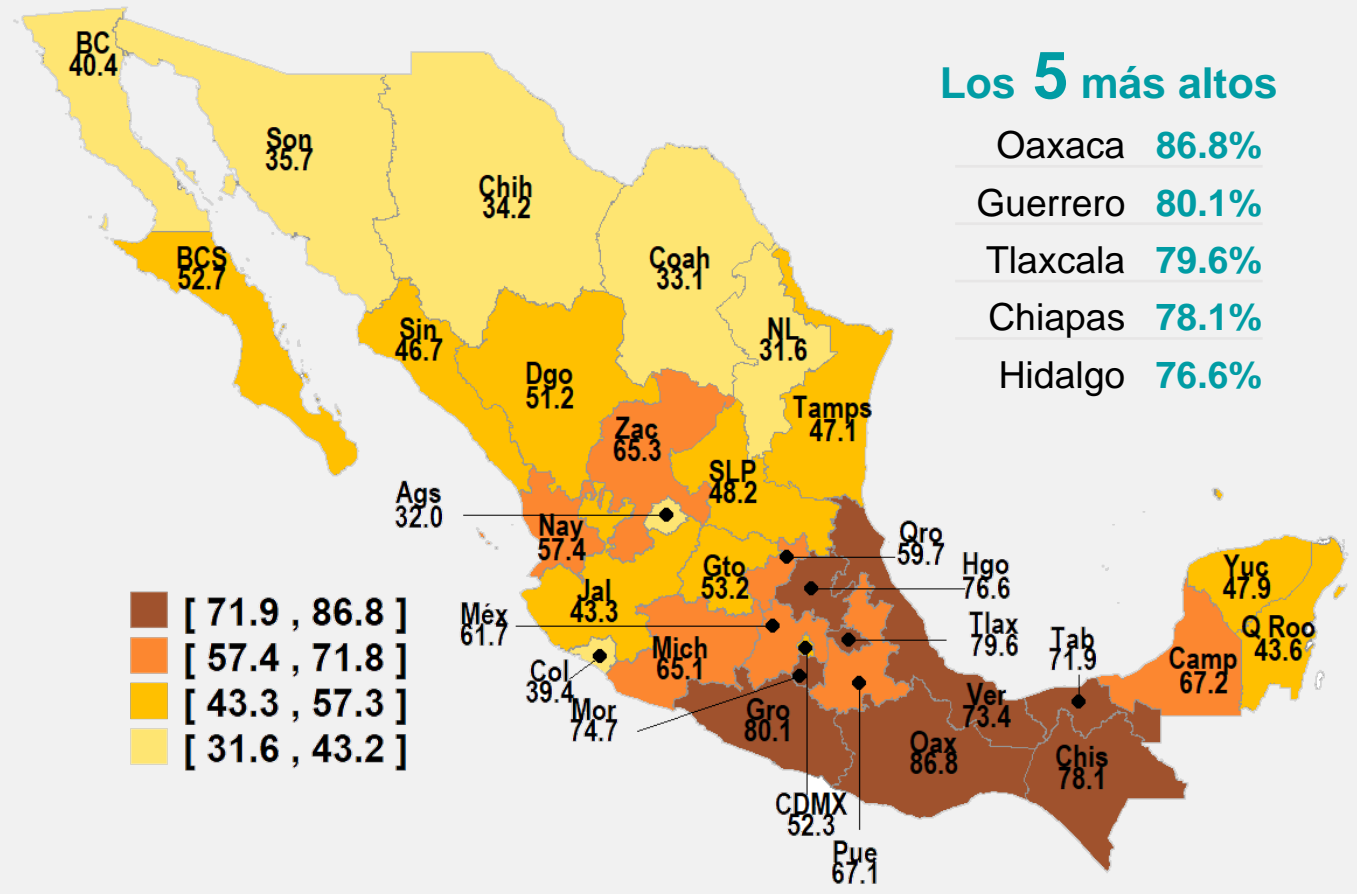 Los 5 más altos
Oaxaca 86.8%
Guerrero 80.1%
Tlaxcala 79.6%
Chiapas 78.1%
Hidalgo 76.6%
BC
40.4
Son
35.7
Chih
34.2
Coah
33.1
BCS
52.7
NL
31.6
Sin
46.7
Dgo
51.2
Tamps
47.1
Zac
65.3
SLP
48.2
Ags
32.0
Nay
57.4
Qro
59.7
Gto
53.2
Hgo
76.6
Yuc
47.9
Jal
43.3
Méx
61.7
Tlax
79.6
Q Roo
43.6
Tab
71.9
Mich
65.1
Camp
67.2
Col
39.4
Mor
74.7
Gro
80.1
Ver
73.4
Oax
86.8
Chis
78.1
CDMX
52.3
Pue
67.1
[ 71.9 , 86.8 ]
[ 57.4 , 71.8 ]
[ 43.3 , 57.3 ]
[ 31.6 , 43.2 ]